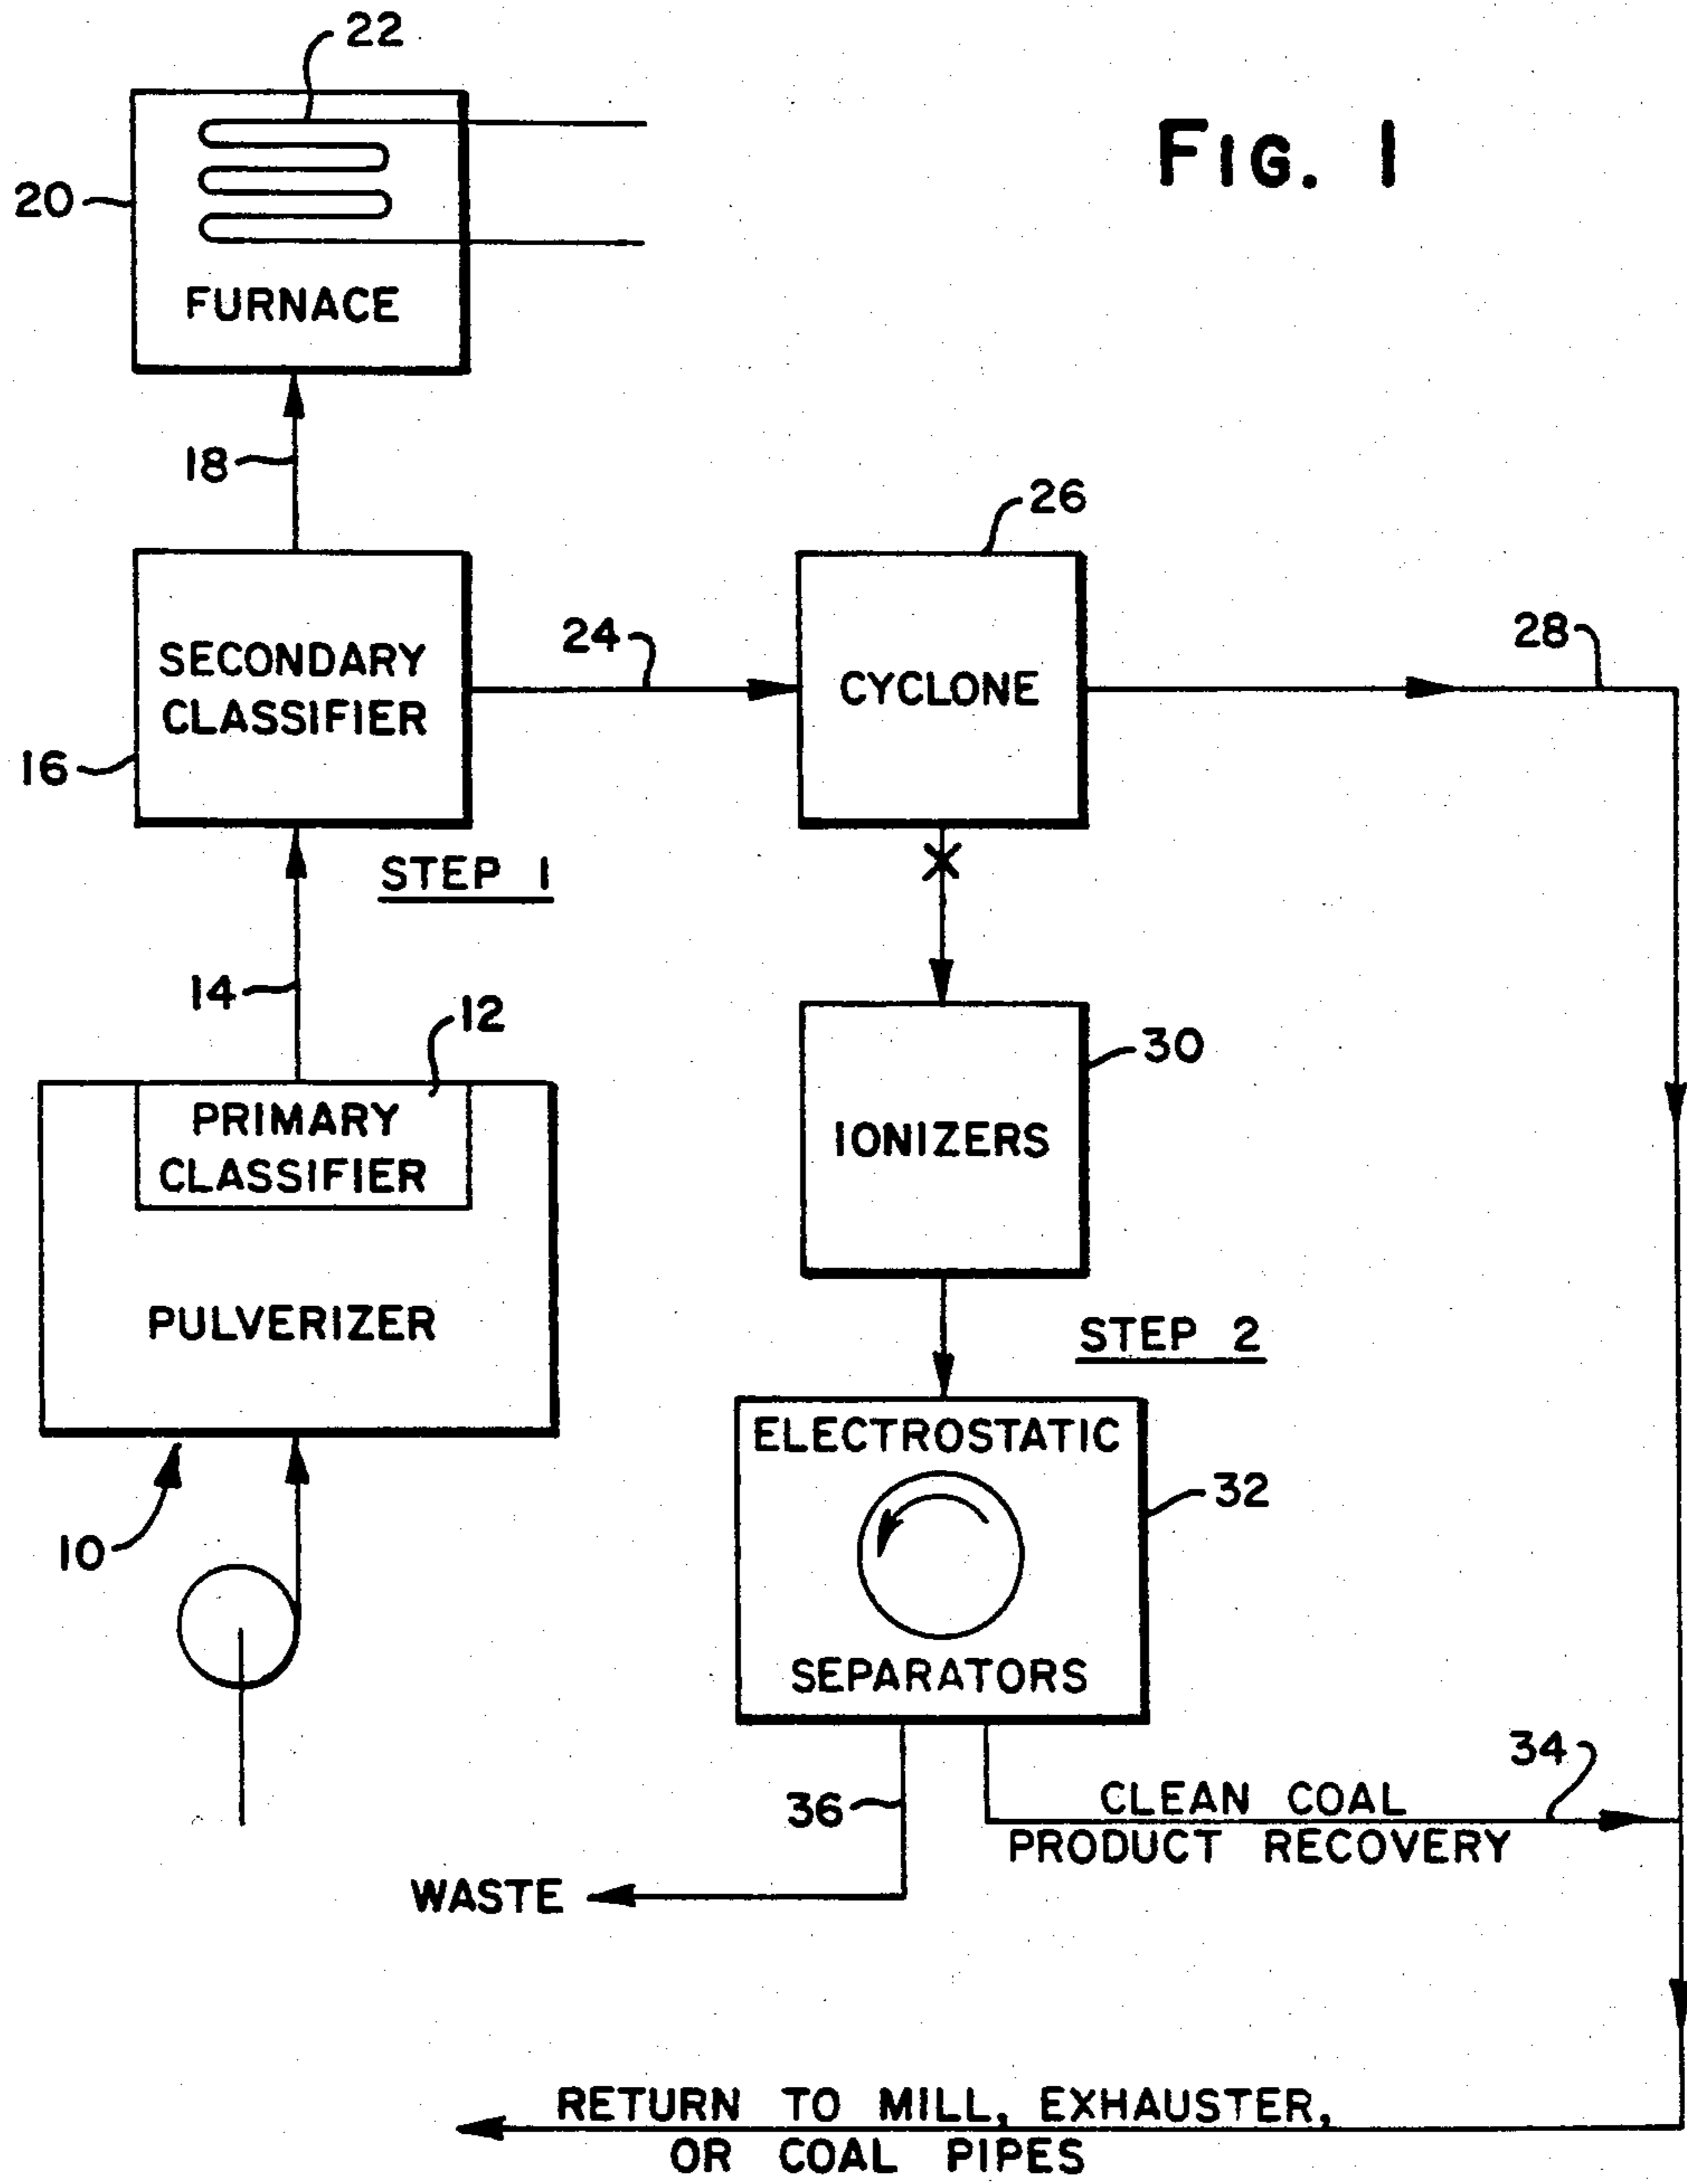 22
FIG. 1
20
FURNACE
18
26
SECONDARY
CLASSIFIER
24
CYCLONE
28
16
STEP 1
14
12
PRIMARY
CLASSIFIER
30
IONIZERS
PULVERIZER
STEP 2
ELECTROSTATIC
32
10
SEPARATORS
34
36
CLEAN COAL
PRODUCT RECOVERY
WASTE
RETURN TO MILL, EXHAUSTER,
OR COAL PIPES